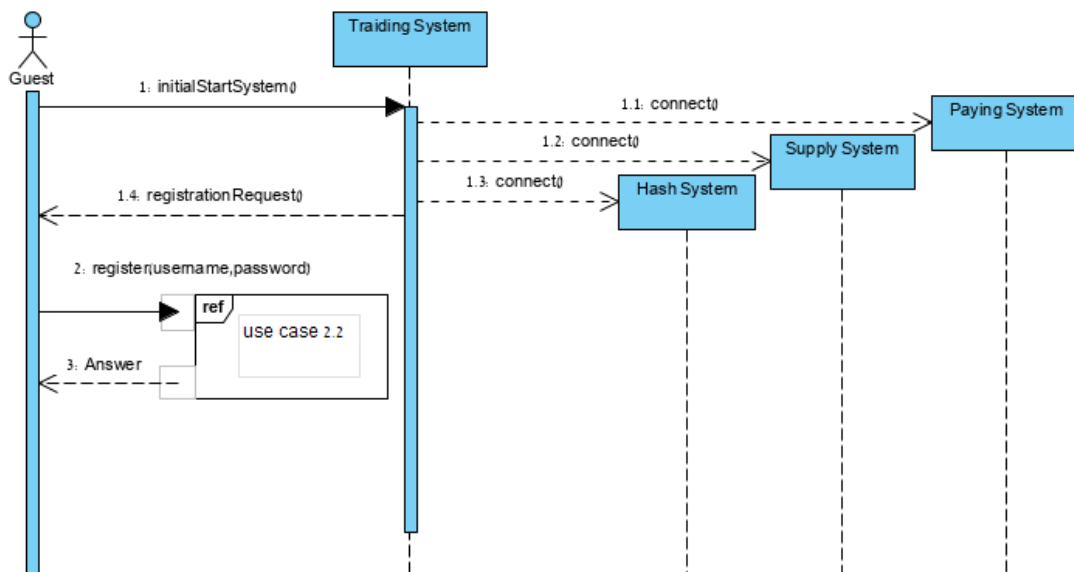 Traiding System
Guest
1: initialStartSystem()
1.1: connect()
Paying System
1.2: connect()
Supply System
1.3: connect()
Hash System
1.4: registrationRequest()
2: register(username,password)
ref
use case 2.2
3: Answer